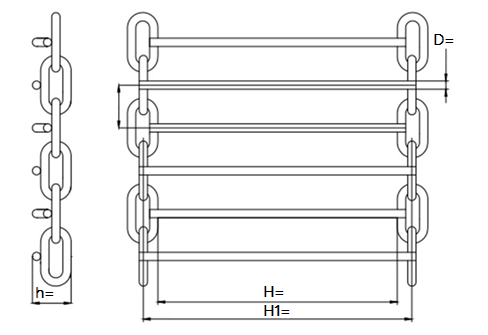 D=
h=
H=
H1=